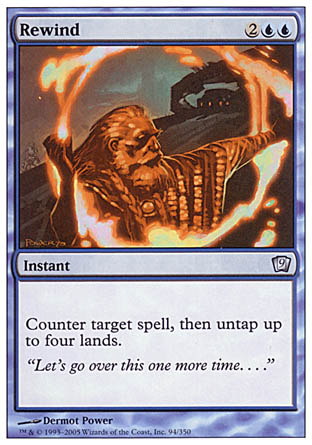 Rewind 2
Instant 9
Counter target spell, then untap up
to four lands.
“Let’s go over this one more time. . . .”
Dermot Power
™ & © 1993–2005 Wizards of the Coast, Inc. 94/350